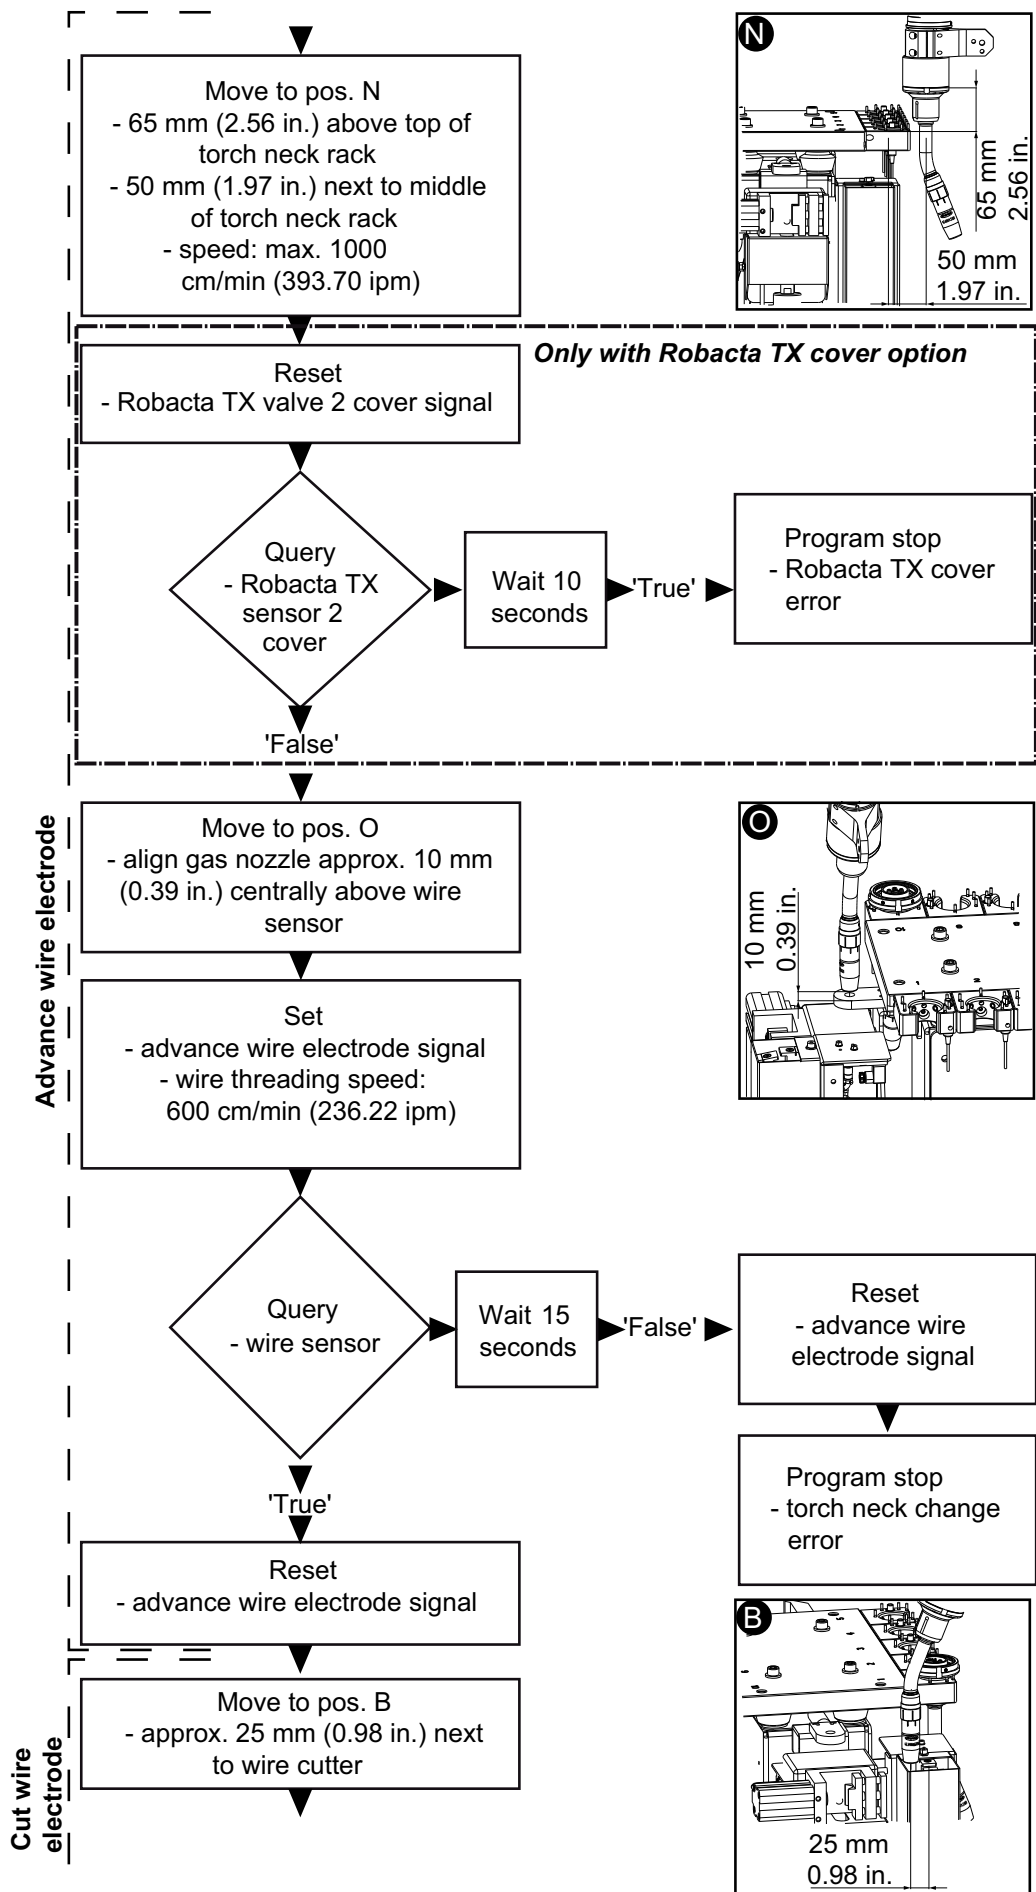 Move to pos. N
- 65 mm (2.56 in.) above top of
torch neck rack
- 50 mm (1.97 in.) next to middle
of torch neck rack
- speed: max. 1000
cm/min (393.70 ipm)
N
65 mm
2.56 in.
50 mm
1.97 in.
Only with Robacta TX cover option
Reset
- Robacta TX valve 2 cover signal
Query
- Robacta TX
sensor 2
cover
Wait 10
seconds
'True'
Program stop
- Robacta TX cover
error
'False'
Advance wire electrode
Move to pos. O
- align gas nozzle approx. 10 mm
(0.39 in.) centrally above wire
sensor
O
10 mm
0.39 in.
Set
- advance wire electrode signal
- wire threading speed:
600 cm/min (236.22 ipm)
Query
- wire sensor
Wait 15
seconds
'False'
Reset
- advance wire
electrode signal
Program stop
- torch neck change
error
'True'
Reset
- advance wire electrode signal
Cut wire
electrode
Move to pos. B
- approx. 25 mm (0.98 in.) next
to wire cutter
B
25 mm
0.98 in.